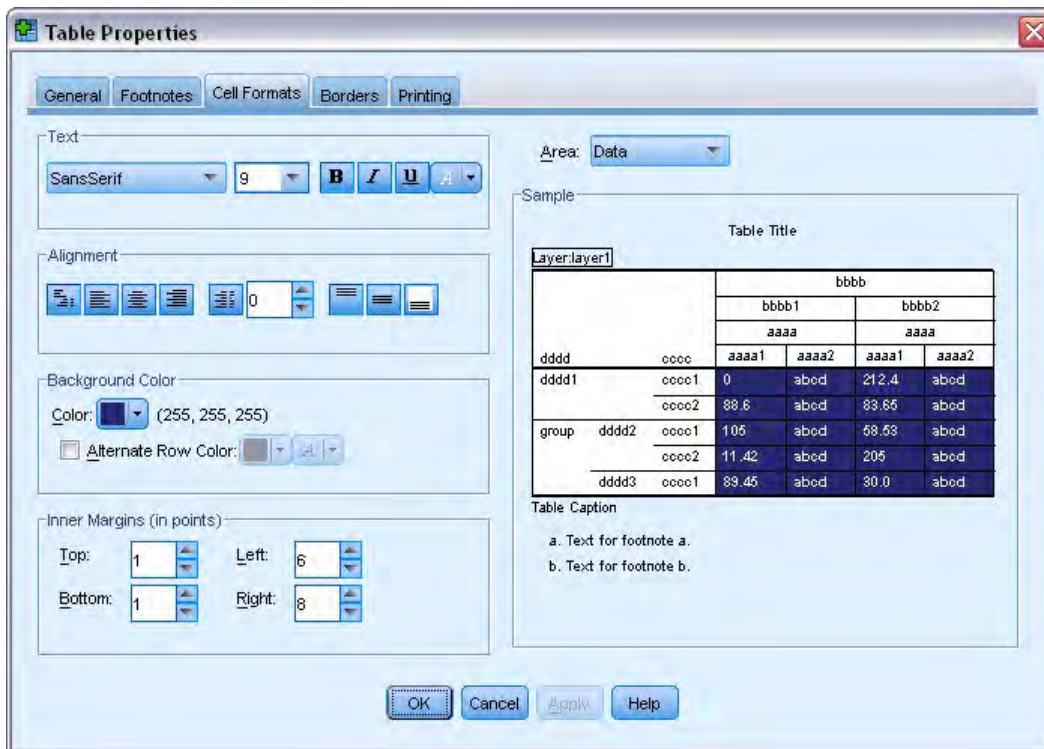 Table Properties
General Footnotes Cell Formats Borders Printing
Text
SansSerif 9 B I U A
Alignment
0
Background Color
Color: (255, 255, 255)
Alternate Row Color: A
Inner Margins (in points)
Top: 1 Left: 6
Bottom: 1 Right: 8
Area: Data
Sample
Table Title
Layer:layer1
bbbb
bbbb1 bbbb2
aaaa aaaa
dddd cccc aaaa1 aaaa2 aaaa1 aaaa2
dddd1 cccc1 0 abcd 212.4 abcd
cccc2 88.6 abcd 83.65 abcd
group dddd2 cccc1 105 abcd 58.53 abcd
cccc2 11.42 abcd 205 abcd
dddd3 cccc1 89.45 abcd 30.0 abcd
Table Caption
a. Text for footnote a.
b. Text for footnote b.
OK Cancel Apply Help